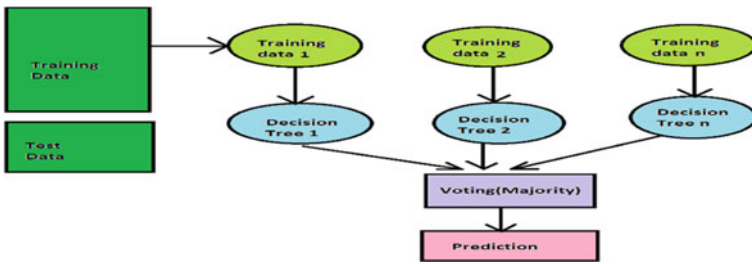 Training
Data
Test
Data
Training
data 1
Training
data 2
Training
data n
Decision
Tree 1
Decision
Tree 2
Decision
Tree n
Voting(Majority)
Prediction